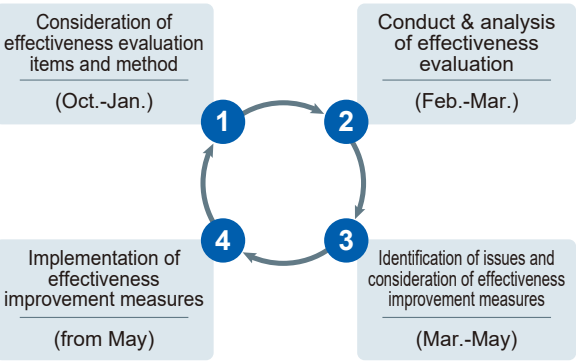 Consideration of
effectiveness evaluation
items and method
(Oct.-Jan.)
1
Conduct & analysis
of effectiveness
evaluation
(Feb.-Mar.)
2
3
Identification of issues and
consideration of effectiveness
improvement measures
(Mar.-May)
4
Implementation of
effectiveness
improvement measures
(from May)